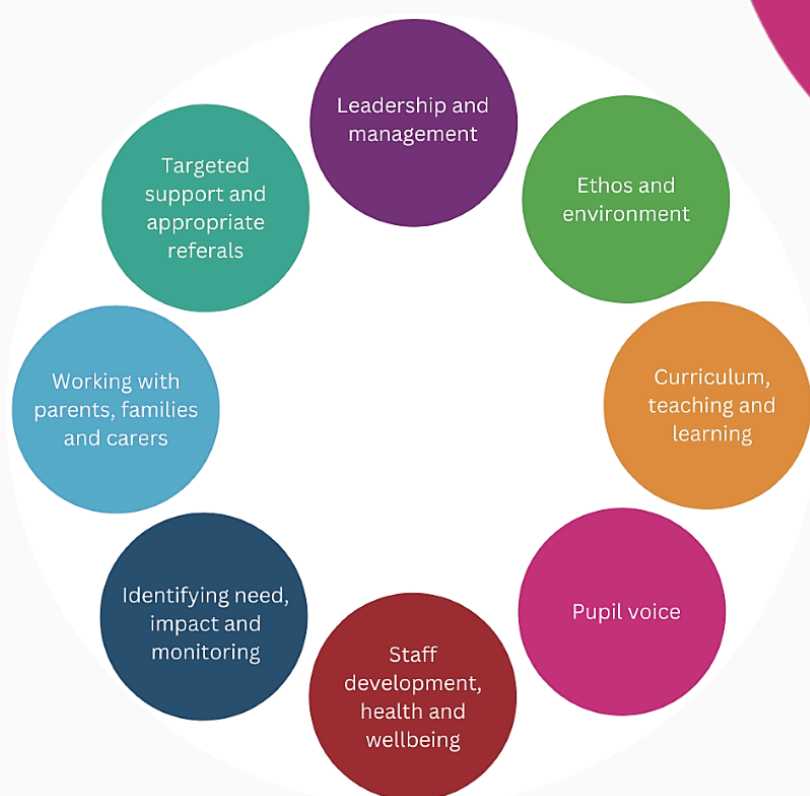 Leadership and
management
Ethos and
environment
Curriculum,
teaching and
learning
Pupil voice
Staff
development,
health and
wellbeing
Identifying need,
impact and
monitoring
Working with
parents, families
and carers
Targeted
support and
appropriate
referals